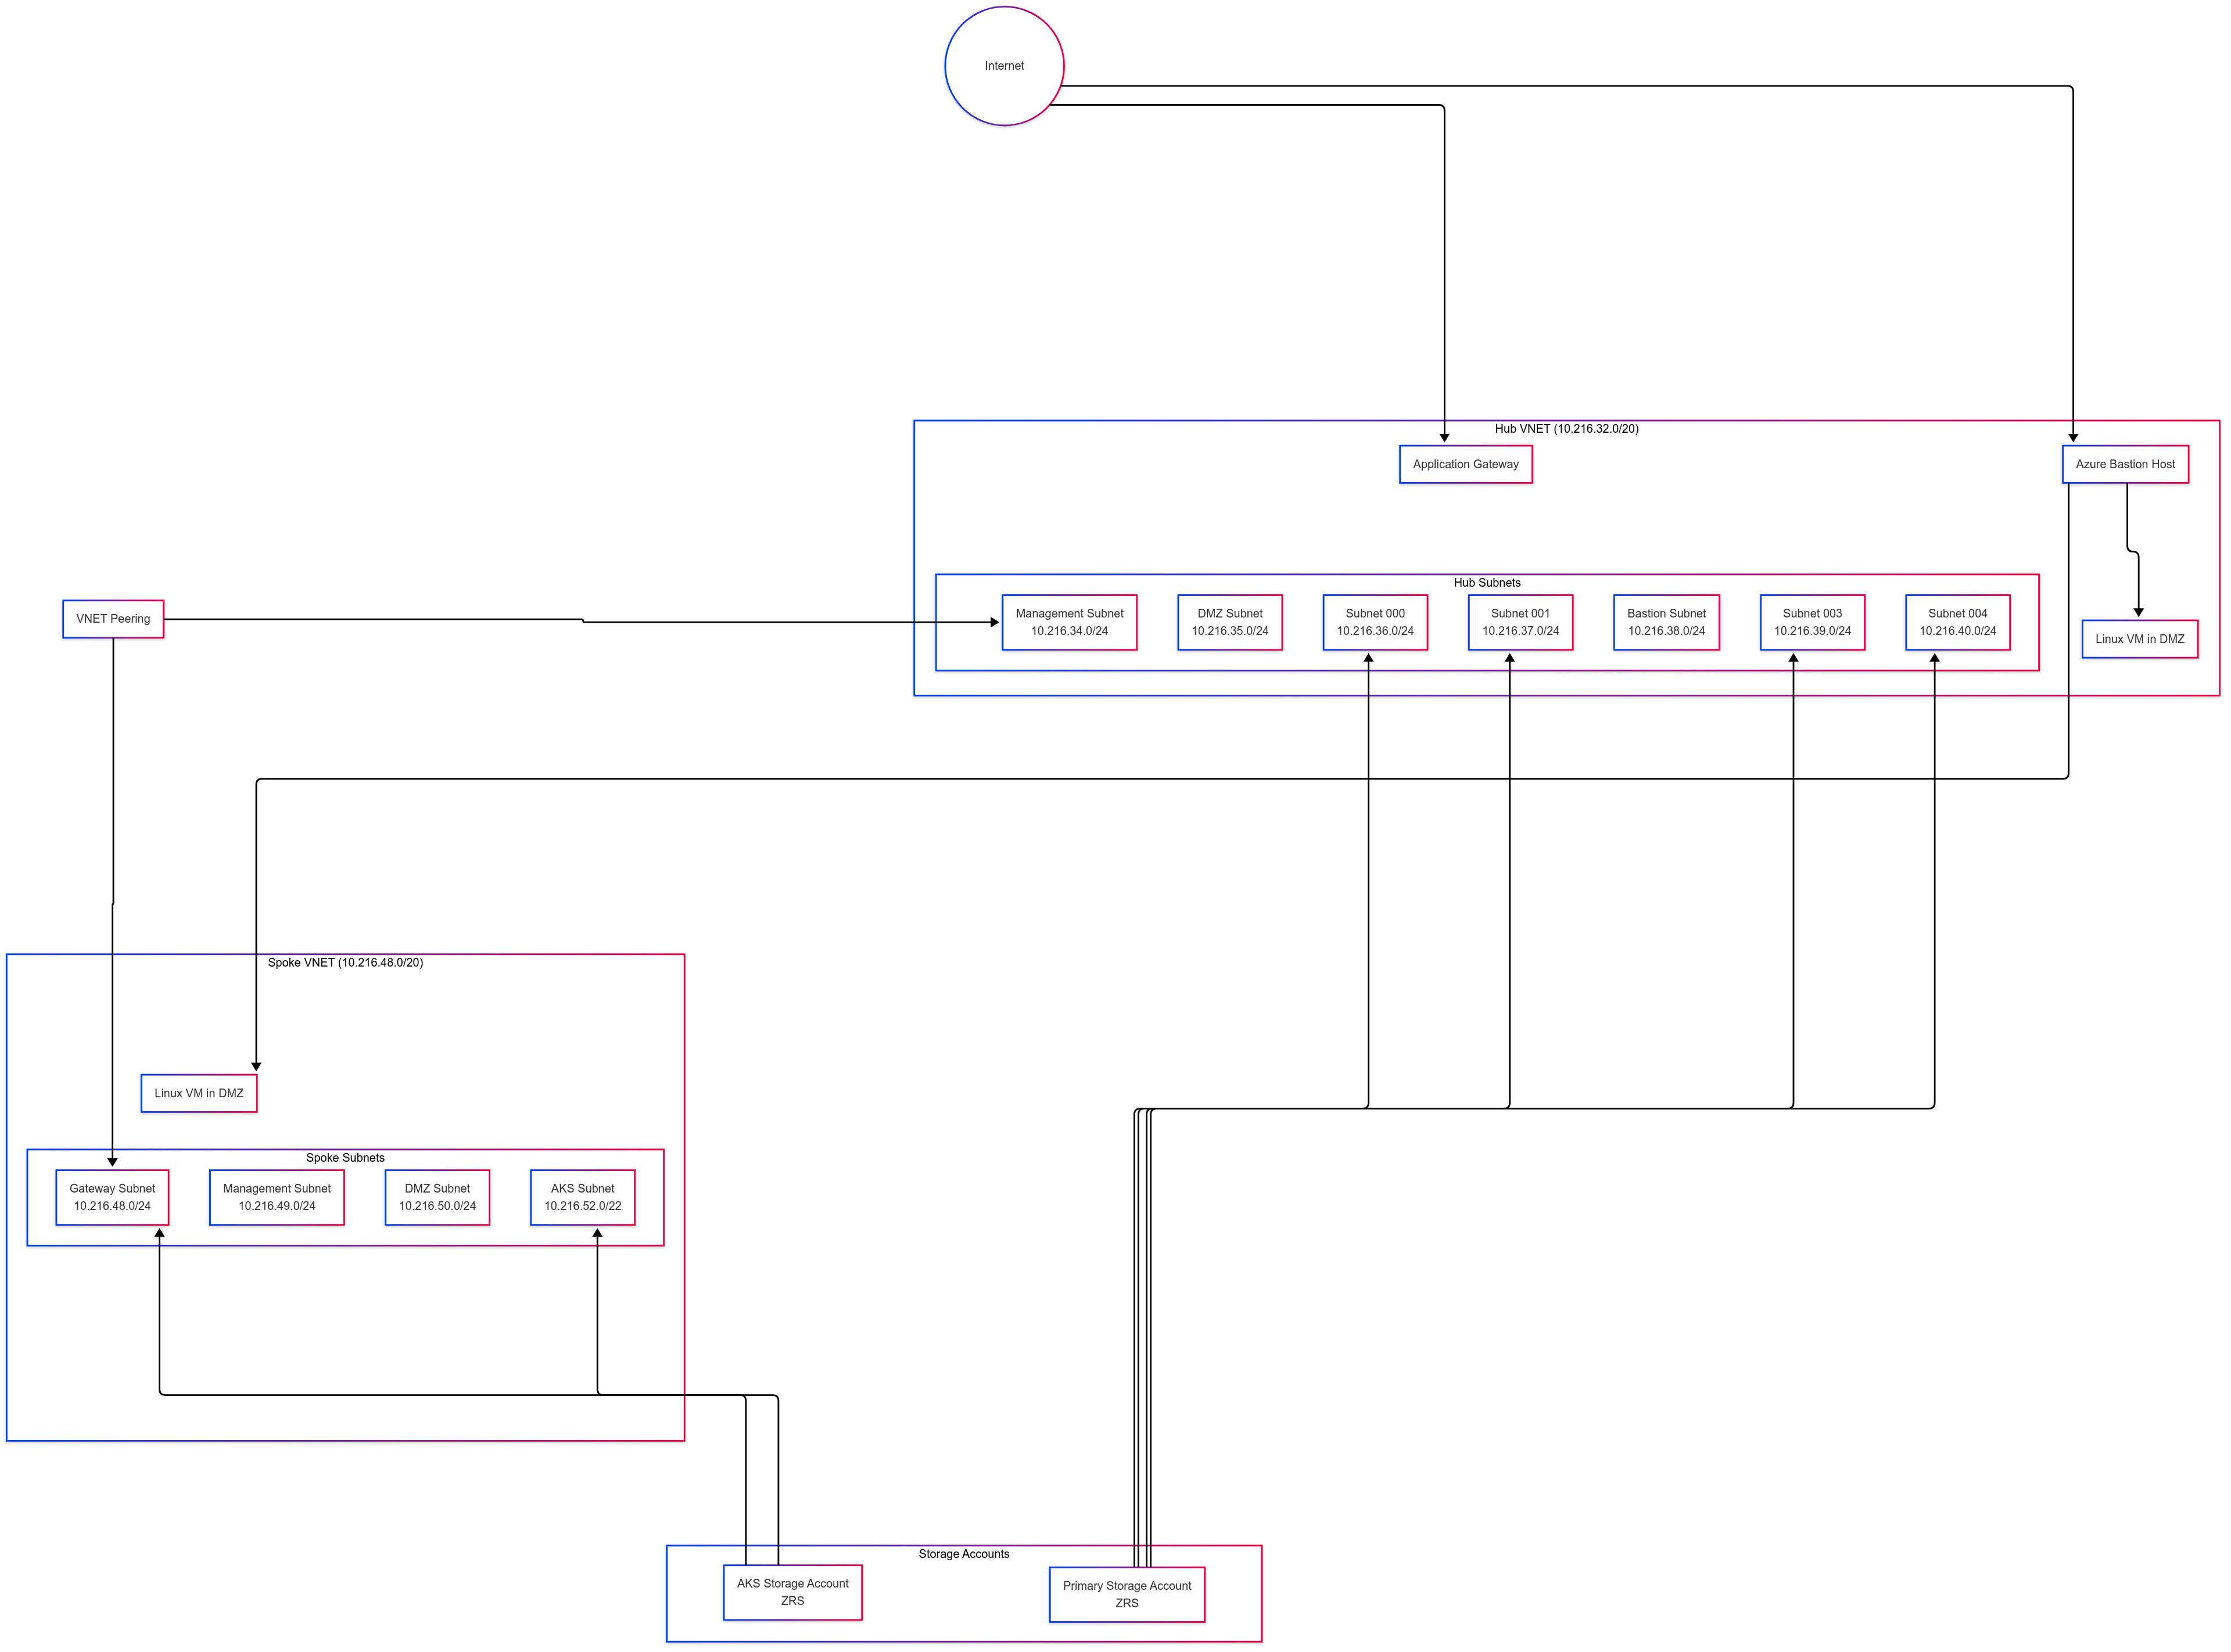 Internet
Hub VNET (10.216.32.0/20)
Application Gateway
Azure Bastion Host
Hub Subnets
Management Subnet
10.216.34.0/24
DMZ Subnet
10.216.35.0/24
Subnet 000
10.216.36.0/24
Subnet 001
10.216.37.0/24
Bastion Subnet
10.216.38.0/24
Subnet 003
10.216.39.0/24
Subnet 004
10.216.40.0/24
Linux VM in DMZ
VNET Peering
Spoke VNET (10.216.48.0/20)
Linux VM in DMZ
Spoke Subnets
Gateway Subnet
10.216.48.0/24
Management Subnet
10.216.49.0/24
DMZ Subnet
10.216.50.0/24
AKS Subnet
10.216.52.0/22
Storage Accounts
AKS Storage Account
ZRS
Primary Storage Account
ZRS